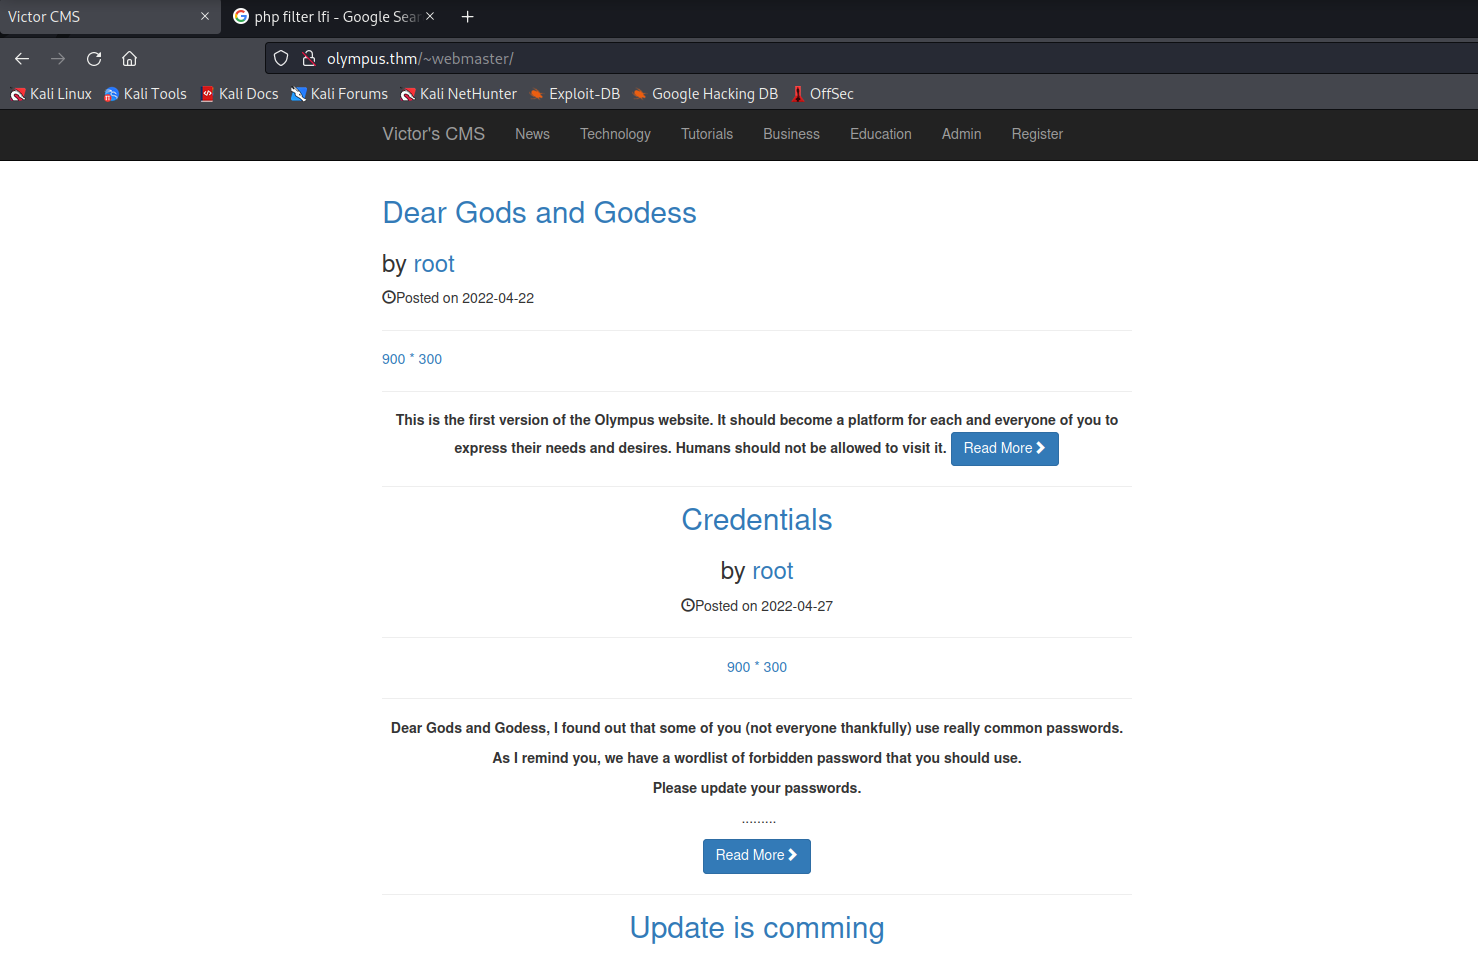 Victor CMS
php filter lfi - Google Sear
olympus.thm/~webmaster/
Kali Linux Kali Tools Kali Docs Kali Forums Kali NetHunter Exploit-DB Google Hacking DB OffSec
Victor's CMS News Technology Tutorials Business Education Admin Register
Dear Gods and Godess
by root
Posted on 2022-04-22
900 * 300
This is the first version of the Olympus website. It should become a platform for each and everyone of you to
express their needs and desires. Humans should not be allowed to visit it. Read More
Credentials
by root
Posted on 2022-04-27
900 * 300
Dear Gods and Godess, I found out that some of you (not everyone thankfully) use really common passwords.
As I remind you, we have a wordlist of forbidden password that you should use.
Please update your passwords.
.........
Read More
Update is comming